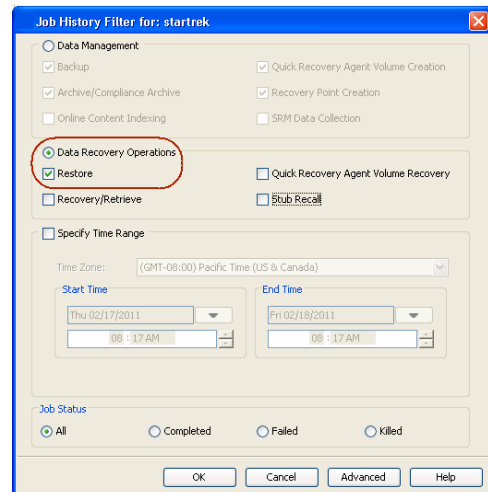 Job History Filter for: startrek
Data Management
Backup
Quick Recovery Agent Volume Creation
Archive/Compliance Archive
Recovery Point Creation
Online Content Indexing
SRM Data Collection
Data Recovery Operations
Restore
Quick Recovery Agent Volume Recovery
Recovery/Retrieve
Stub Recall
Specify Time Range
Time Zone: (GMT-08:00) Pacific Time (US & Canada)
Start Time
End Time
Thu 02/17/2011
Fri 02/18/2011
08 : 17 AM
08 : 17 AM
Job Status
All
Completed
Failed
Killed
OK
Cancel
Advanced
Help